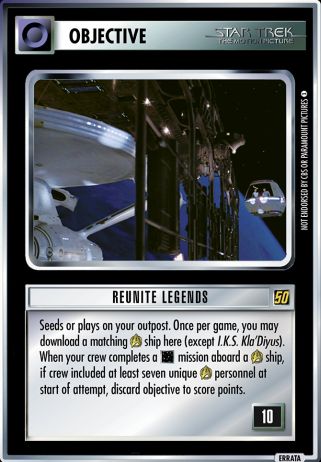 OBJECTIVE
STAR TREK
THE MOTION PICTURE
NOT ENDORSED BY CBS OR PARAMOUNT PICTURES
REUNITE LEGENDS
50
Seeds or plays on your outpost. Once per game, you may
download a matching ship here (except I.K.S. Kla'Diyus).
When your crew completes a mission aboard a ship,
if crew included at least seven unique personnel at
start of attempt, discard objective to score points.
10
ERRATA